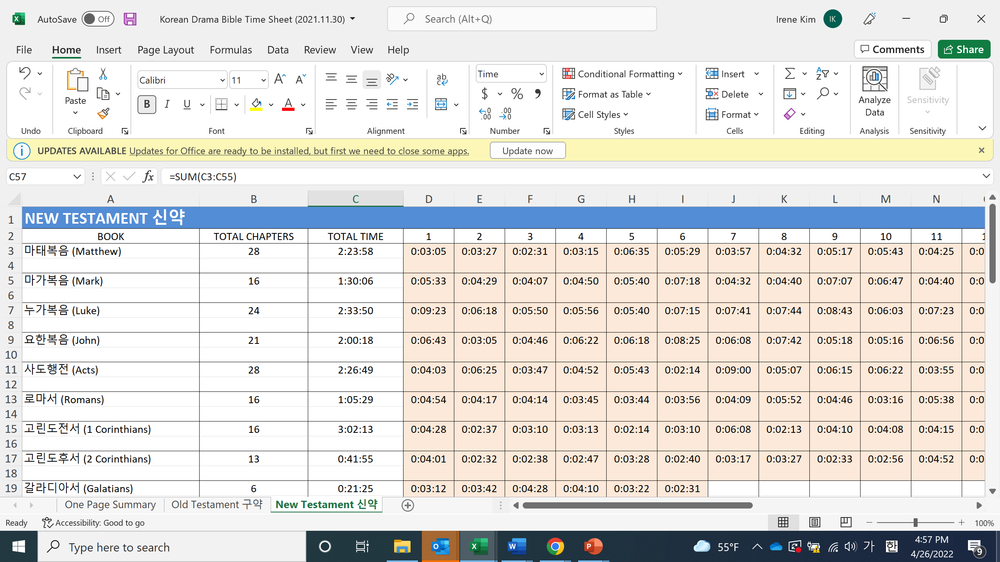 AutoSave Off Korean Drama Bible Time Sheet (2021.11.30) Search (Alt+Q) Irene Kim IK
File Home Insert Page Layout Formulas Data Review View Help Comments Share
Paste Calibri 11 Time Conditional Formatting Insert
B I U $ % Format as Table Delete Analyze Data Sensitivity
Cell Styles Format
Undo Clipboard Font Alignment Number Styles Cells Editing Analysis Sensitivity
UPDATES AVAILABLE Updates for Office are ready to be installed, but first we need to close some apps. Update now
C57 fx =SUM(C3:C55)
A B C D E F G H I J K L M N
1 NEW TESTAMENT 신약
2 BOOK TOTAL CHAPTERS TOTAL TIME 1 2 3 4 5 6 7 8 9 10 11
3 마태복음 (Matthew) 28 2:23:58 0:03:05 0:03:27 0:02:31 0:03:15 0:06:35 0:05:29 0:03:57 0:04:32 0:05:17 0:05:43 0:04:25 0:0
4
5 마가복음 (Mark) 16 1:30:06 0:05:33 0:04:29 0:04:07 0:04:50 0:05:40 0:07:18 0:04:32 0:04:40 0:07:07 0:06:47 0:04:40 0:0
6
7 누가복음 (Luke) 24 2:33:50 0:09:23 0:06:18 0:05:50 0:05:56 0:05:40 0:07:15 0:07:41 0:07:44 0:08:43 0:06:03 0:07:23 0:0
8
9 요한복음 (John) 21 2:00:18 0:06:43 0:03:05 0:04:46 0:06:22 0:06:18 0:08:25 0:06:08 0:07:42 0:05:18 0:05:16 0:06:56 0:0
10
11 사도행전 (Acts) 28 2:26:49 0:04:03 0:06:25 0:03:47 0:04:52 0:05:43 0:02:14 0:09:00 0:05:07 0:06:15 0:06:22 0:03:55 0:0
12
13 로마서 (Romans) 16 1:05:29 0:04:54 0:04:17 0:04:14 0:03:45 0:03:44 0:03:56 0:04:09 0:05:52 0:04:46 0:03:16 0:05:38 0:0
14
15 고린도전서 (1 Corinthians) 16 3:02:13 0:04:28 0:02:37 0:03:10 0:03:13 0:02:14 0:03:10 0:06:08 0:02:13 0:04:10 0:04:08 0:04:15 0:0
16
17 고린도후서 (2 Corinthians) 13 0:41:55 0:04:01 0:02:32 0:02:38 0:02:47 0:03:28 0:02:40 0:03:17 0:03:27 0:02:33 0:02:56 0:04:52 0:0
18
19 갈라디아서 (Galatians) 6 0:21:25 0:03:12 0:03:42 0:04:28 0:04:10 0:03:22 0:02:31
One Page Summary Old Testament 구약 New Testament 신약
Ready Accessibility: Good to go 100%
Type here to search 55°F 가 한 4:57 PM 9
4/26/2022